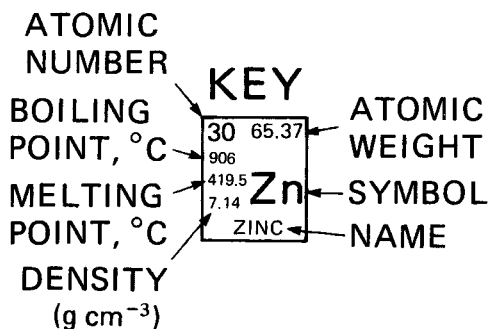 ATOMIC
NUMBER
KEY
BOILING
POINT, °C
MELTING
POINT, °C
DENSITY
(g cm⁻³)
30 65.37
906
419.5
7.14
Zn
ZINC
ATOMIC
WEIGHT
SYMBOL
NAME